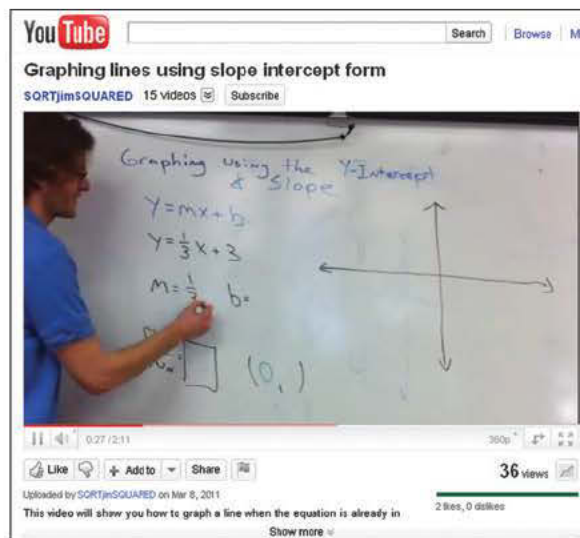 YouTube Search Browse M
Graphing lines using slope intercept form
SQRTjimSQUARED 15 videos Subscribe
Graphing using the Y-Intercept
& Slope
y=mx+b
y=1/3x+3
m=1/3 b=
(0, )
0:27 / 2:11 360p
Like Add to Share 36 views
Uploaded by SQRTjimSQUARED on Mar 8, 2011
2 likes, 0 dislikes
This video will show you how to graph a line when the equation is already in
Show more